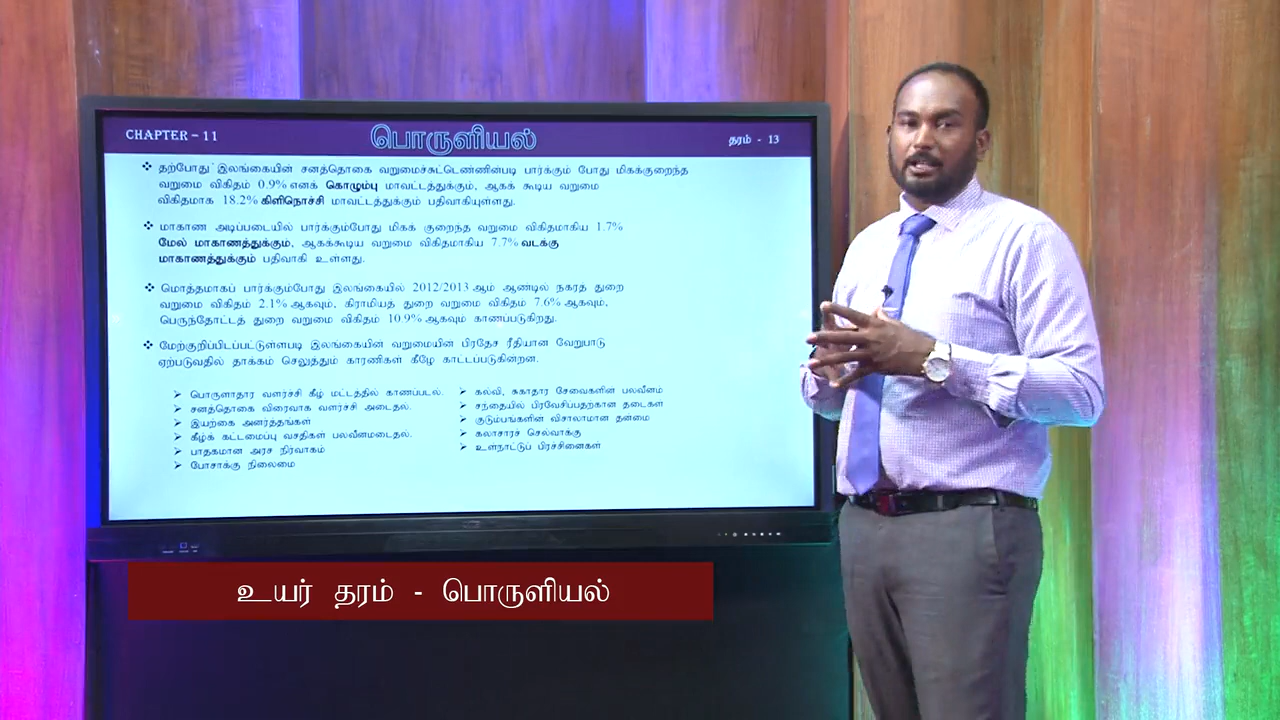 CHAPTER – 11
பொருளியல்
தரம் - 13
❖ தற்போது இலங்கையின் சனத்தொகை வறுமைச்சுட்டெண்ணின்படி பார்க்கும் போது மிகக்குறைந்த
வறுமை விகிதம் 0.9% எனக் கொழும்பு மாவட்டத்துக்கும், ஆகக் கூடிய வறுமை
விகிதமாக 18.2% கிளிநொச்சி மாவட்டத்துக்கும் பதிவாகியுள்ளது.
❖ மாகாண அடிப்படையில் பார்க்கும்போது மிகக் குறைந்த வறுமை விகிதமாகிய 1.7%
மேல் மாகாணத்துக்கும், ஆகக்கூடிய வறுமை விகிதமாகிய 7.7% வடக்கு
மாகாணத்துக்கும் பதிவாகி உள்ளது.
❖ மொத்தமாகப் பார்க்கும்போது இலங்கையில் 2012/2013 ஆம் ஆண்டில் நகரத் துறை
வறுமை விகிதம் 2.1% ஆகவும், கிராமியத் துறை வறுமை விகிதம் 7.6% ஆகவும்,
பெருந்தோட்டத் துறை வறுமை விகிதம் 10.9% ஆகவும் காணப்படுகிறது.
❖ மேற்குறிப்பிடப்பட்டுள்ளபடி இலங்கையின் வறுமையின் பிரதேச ரீதியான வேறுபாடு
ஏற்படுவதில் தாக்கம் செலுத்தும் காரணிகள் கீழே காட்டப்படுகின்றன.
➢ பொருளாதார வளர்ச்சி கீழ் மட்டத்தில் காணப்படல்.
➢ சனத்தொகை விரைவாக வளர்ச்சி அடைதல்.
➢ இயற்கை அனர்த்தங்கள்
➢ கீழ்க் கட்டமைப்பு வசதிகள் பலவீனமடைதல்.
➢ பாதகமான அரச நிர்வாகம்
➢ போசாக்கு நிலைமை
➢ கல்வி, சுகாதார சேவைகளின் பலவீனம்
➢ சந்தையில் பிரவேசிப்பதற்கான தடைகள்
➢ குடும்பங்களின் விசாலமான தன்மை
➢ கலாசாரச் செல்வாக்கு
➢ உள்நாட்டுப் பிரச்சினைகள்
உயர் தரம் - பொருளியல்